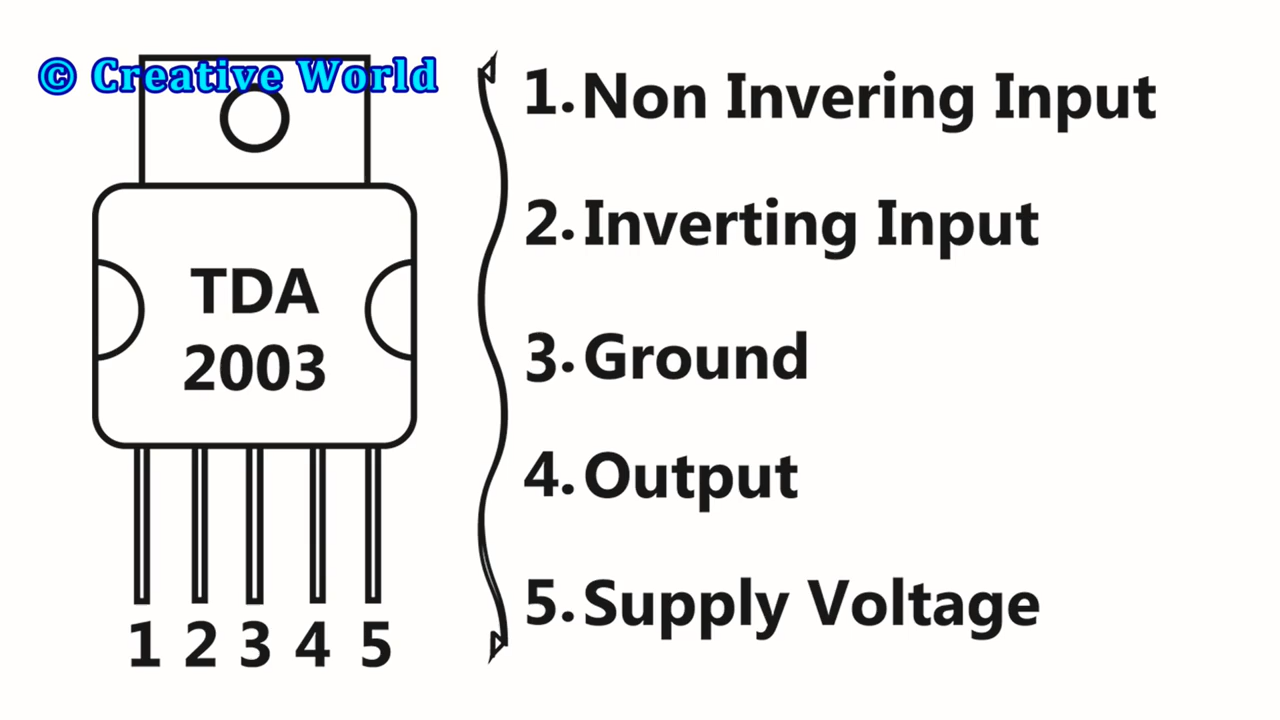 © Creative World
TDA
2003
1 2 3 4 5
1. Non Invering Input
2. Inverting Input
3. Ground
4. Output
5. Supply Voltage